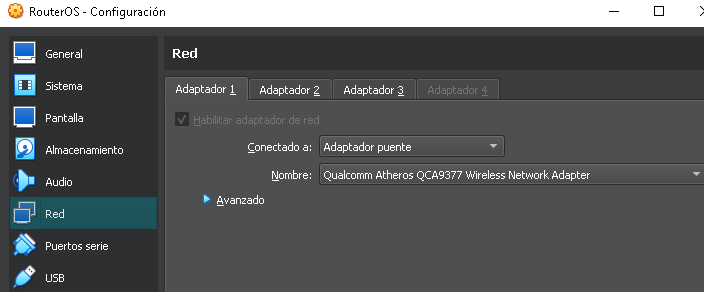 RouterOS - Configuración
General
Sistema
Pantalla
Almacenamiento
Audio
Red
Puertos serie
USB
Red
Adaptador 1 Adaptador 2 Adaptador 3 Adaptador 4
Habilitar adaptador de red
Conectado a: Adaptador puente
Nombre: Qualcomm Atheros QCA9377 Wireless Network Adapter
Avanzado